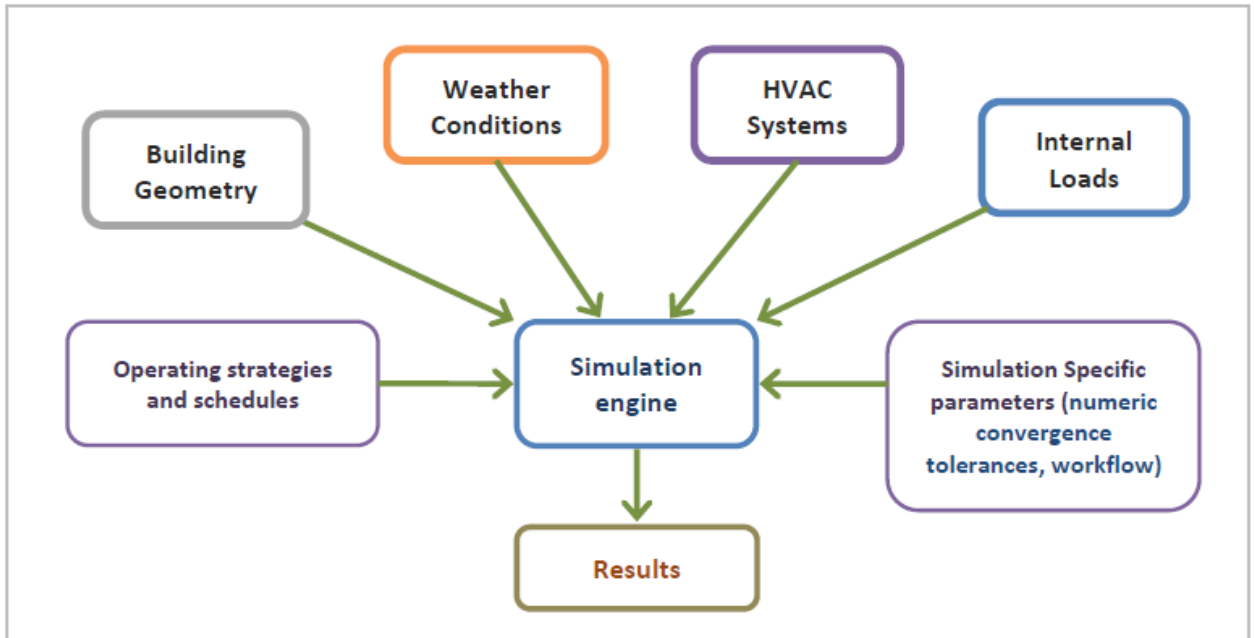 Building
Geometry
Weather
Conditions
HVAC
Systems
Internal
Loads
Operating strategies
and schedules
Simulation
engine
Simulation Specific
parameters (numeric
convergence
tolerances, workflow)
Results